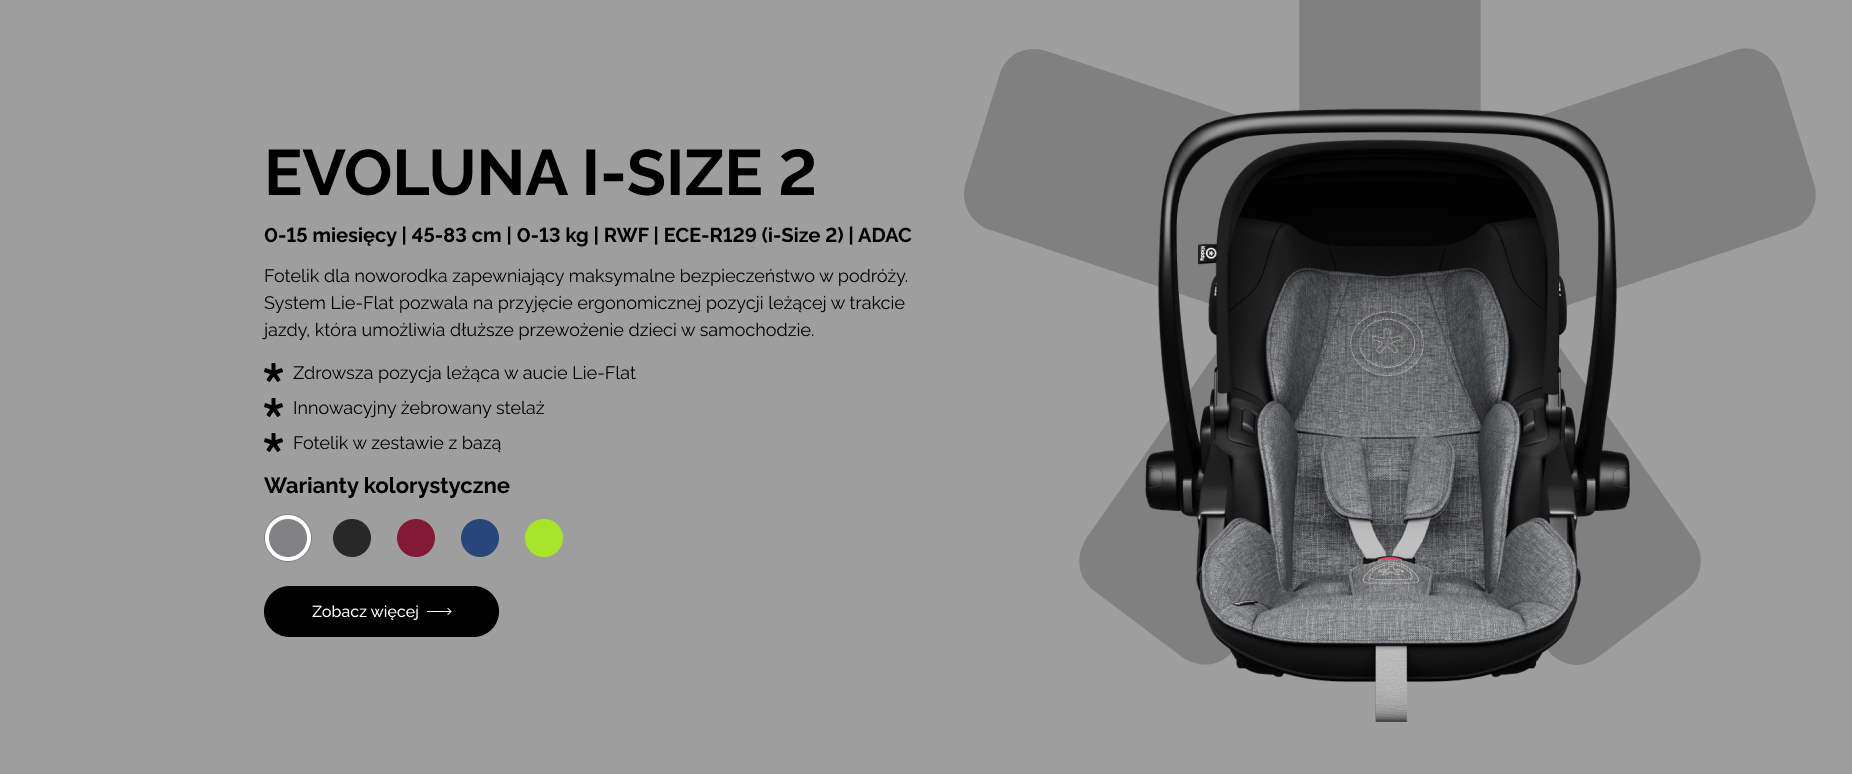 EVOLUNA I-SIZE 2
0-15 miesięcy | 45-83 cm | 0-13 kg | RWF | ECE-R129 (i-Size 2) | ADAC
Fotelik dla noworodka zapewniający maksymalne bezpieczeństwo w podróży.
System Lie-Flat pozwala na przyjęcie ergonomicznej pozycji leżącej w trakcie
jazdy, która umożliwia dłuższe przewożenie dzieci w samochodzie.
Zdrowsza pozycja leżąca w aucie Lie-Flat
Innowacyjny żebrowany stelaż
Fotelik w zestawie z bazą
Warianty kolorystyczne
Zobacz więcej